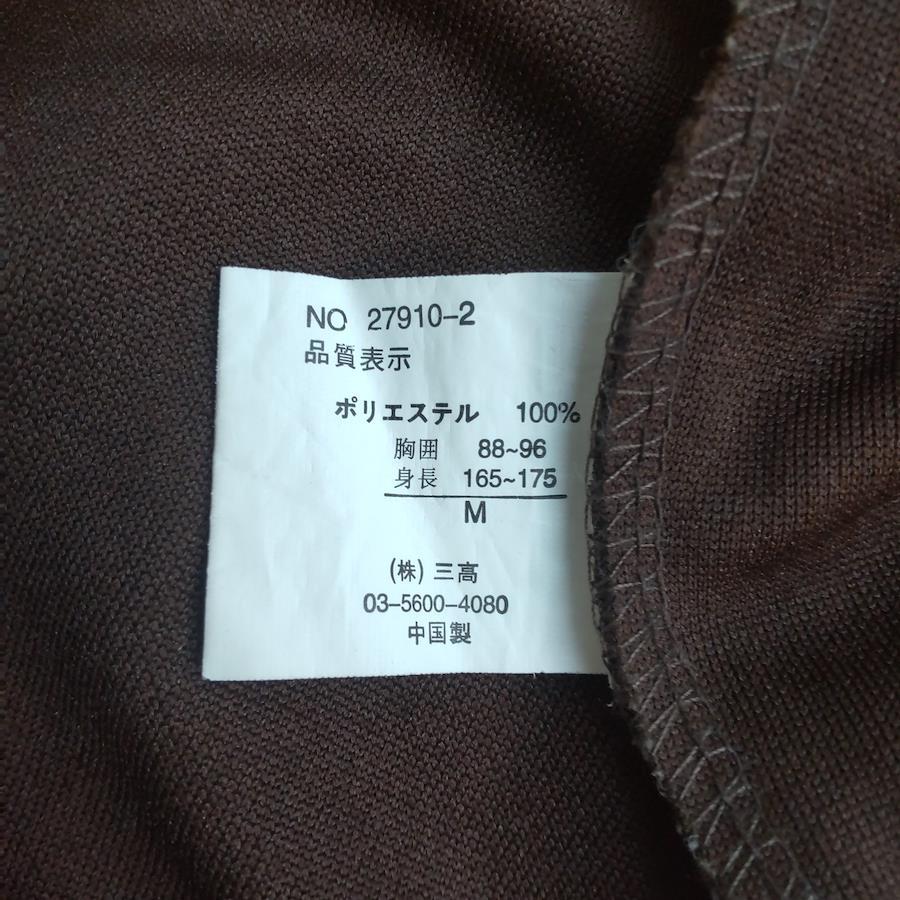 NO 27910-2
品質表示
ポリエステル 100%
胸囲 88~96
身長 165~175
M
(株)三高
03-5600-4080
中国製